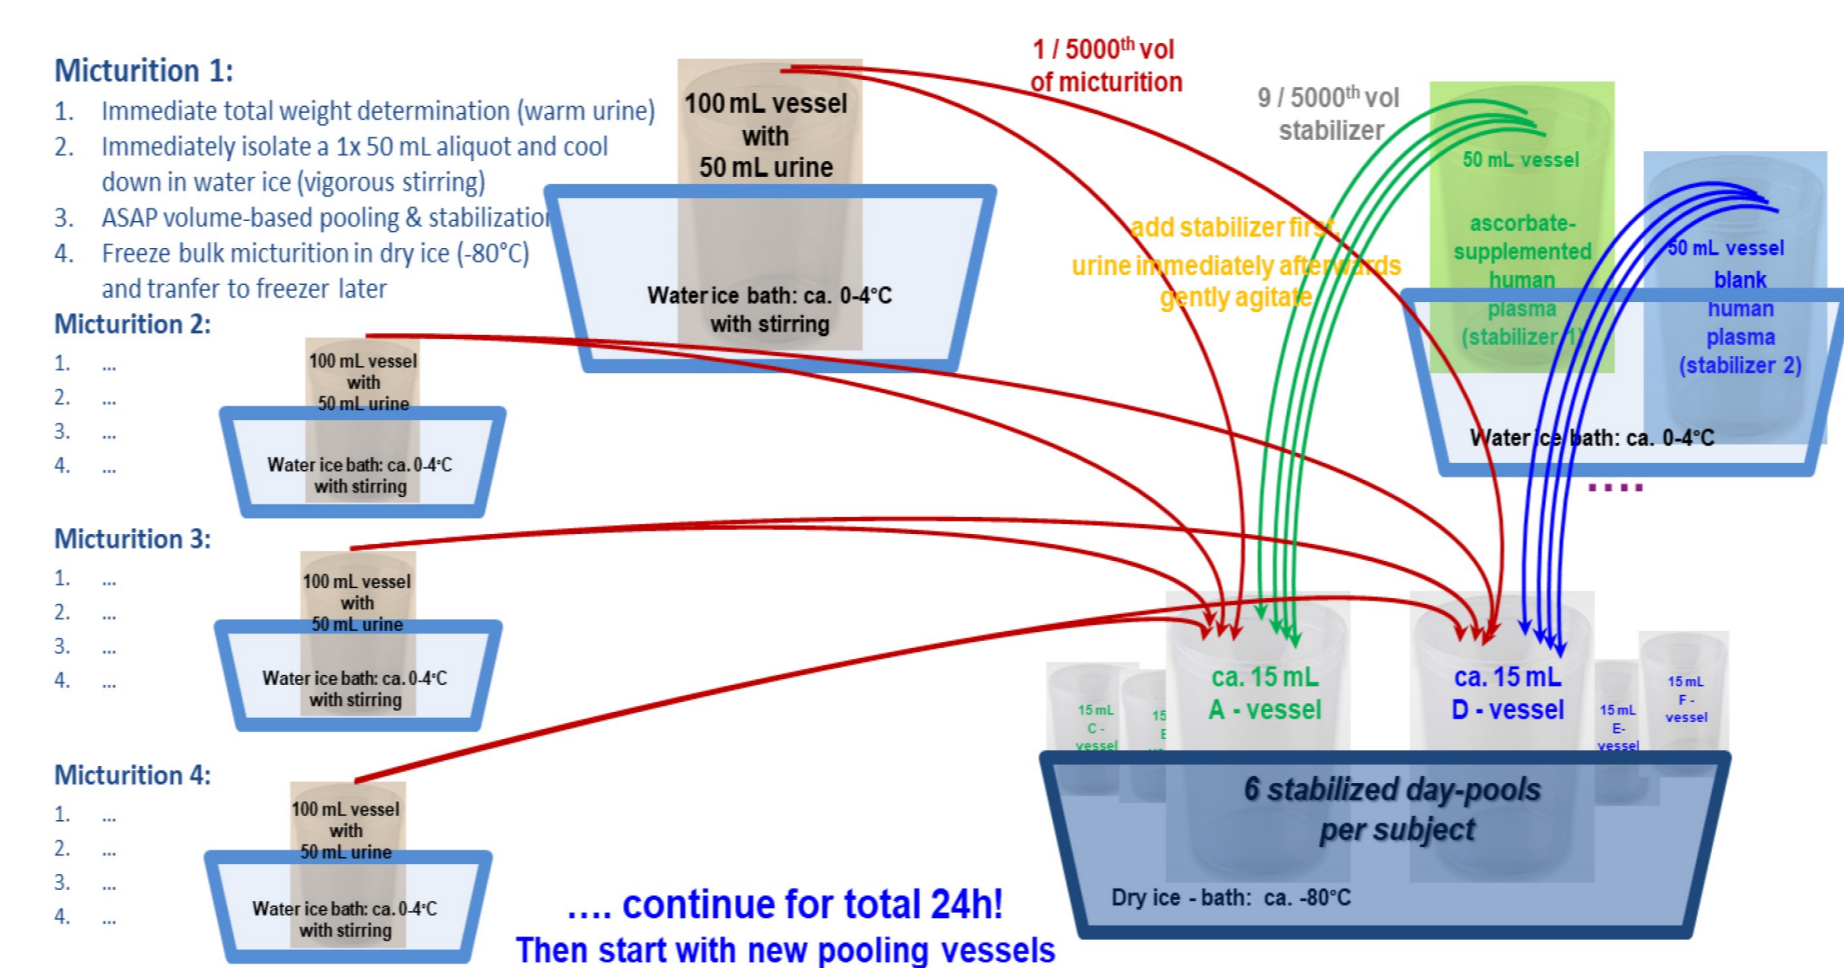 Micturition 1:
1. Immediate total weight determination (warm urine)
2. Immediately isolate a 1x 50 mL aliquot and cool
down in water ice (vigorous stirring)
3. ASAP volume-based pooling & stabilization
4. Freeze bulk micturition in dry ice (-80°C)
and tranfer to freezer later
100 mL vessel
with
50 mL urine
Water ice bath: ca. 0-4°C
with stirring
1 / 5000th vol
of micturition
9 / 5000th vol
stabilizer
add stabilizer first,
urine immediately afterwards
gently agitate
50 mL vessel
ascorbate-
supplemented
human
plasma
(stabilizer 1)
50 mL vessel
blank
human
plasma
(stabilizer 2)
Water ice bath: ca. 0-4°C
....
Micturition 2:
1. ...
2. ...
3. ...
4. ...
100 mL vessel
with
50 mL urine
Water ice bath: ca. 0-4°C
with stirring
Micturition 3:
1. ...
2. ...
3. ...
4. ...
100 mL vessel
with
50 mL urine
Water ice bath: ca. 0-4°C
with stirring
Micturition 4:
1. ...
2. ...
3. ...
4. ...
100 mL vessel
with
50 mL urine
Water ice bath: ca. 0-4°C
with stirring
15 mL
C -
vessel
15
ca. 15 mL
A - vessel
ca. 15 mL
D - vessel
15 mL
E-
vessel
15 mL
F -
vessel
6 stabilized day-pools
per subject
Dry ice - bath: ca. -80°C
.... continue for total 24h!
Then start with new pooling vessels